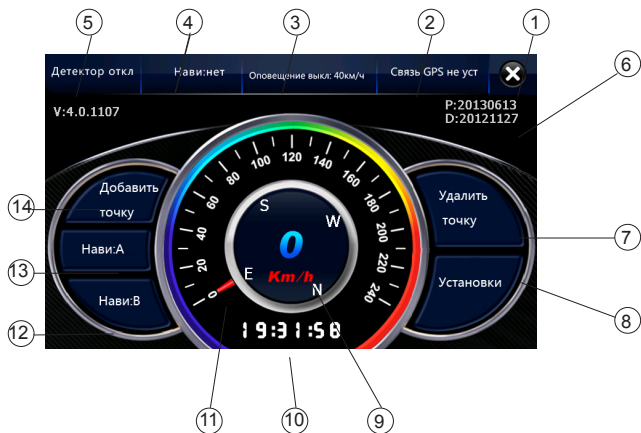 5 4 3 2 1
Детектор откл Нави:нет Оповещение выкл: 40км/ч Связь GPS не уст
6
V:4.0.1107 P:20130613
D:20121127
0 20 40 60 80 100 120 140 160 180 200 220 240
Добавить
точку
Нави:А
Нави:В
S W
E N
0
Km/h
Удалить
точку
Установки
14
13
12
7
8
19:31:58
11 10 9